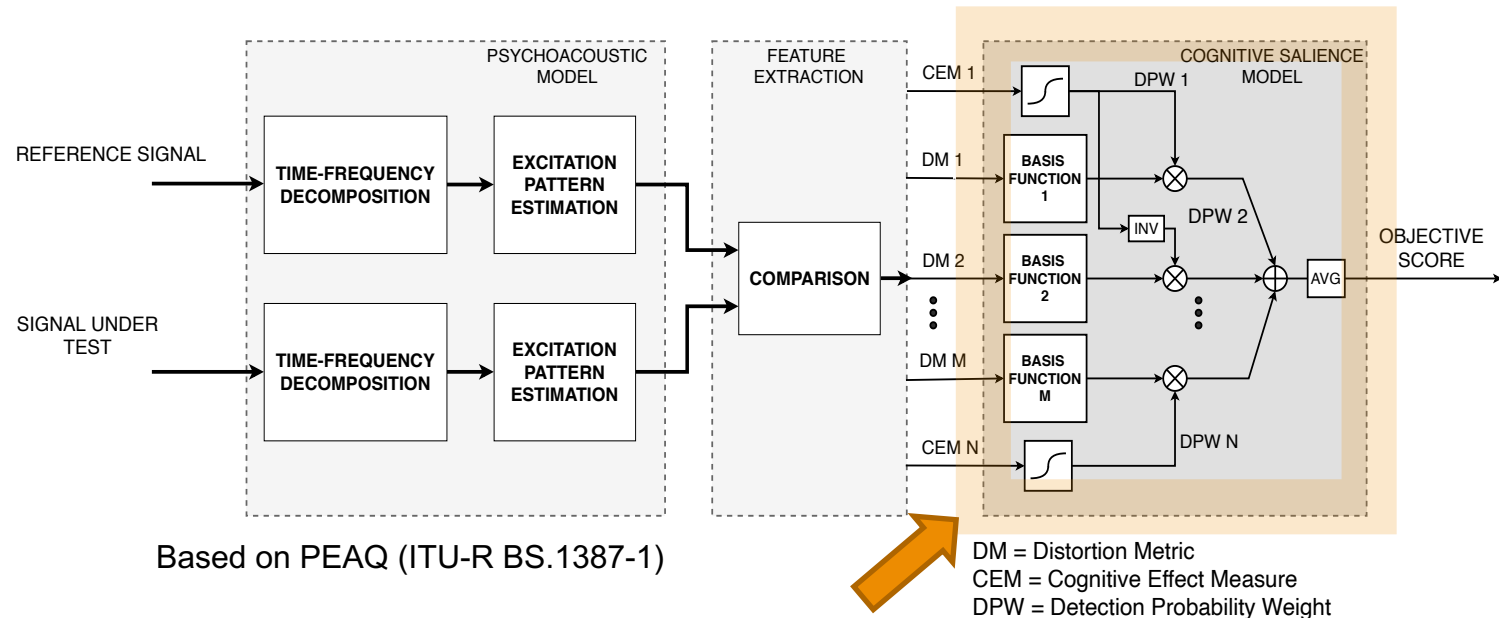 PSYCHOACOUSTIC
MODEL
FEATURE
EXTRACTION
COGNITIVE SALIENCE
MODEL
REFERENCE SIGNAL
TIME-FREQUENCY
DECOMPOSITION
EXCITATION
PATTERN
ESTIMATION
SIGNAL UNDER
TEST
TIME-FREQUENCY
DECOMPOSITION
EXCITATION
PATTERN
ESTIMATION
COMPARISON
CEM 1
DM 1
DM 2
DM M
CEM N
DPW 1
BASIS
FUNCTION
1
DPW 2
INV
BASIS
FUNCTION
2
BASIS
FUNCTION
M
DPW N
AVG
OBJECTIVE
SCORE
Based on PEAQ (ITU-R BS.1387-1)
DM = Distortion Metric
CEM = Cognitive Effect Measure
DPW = Detection Probability Weight